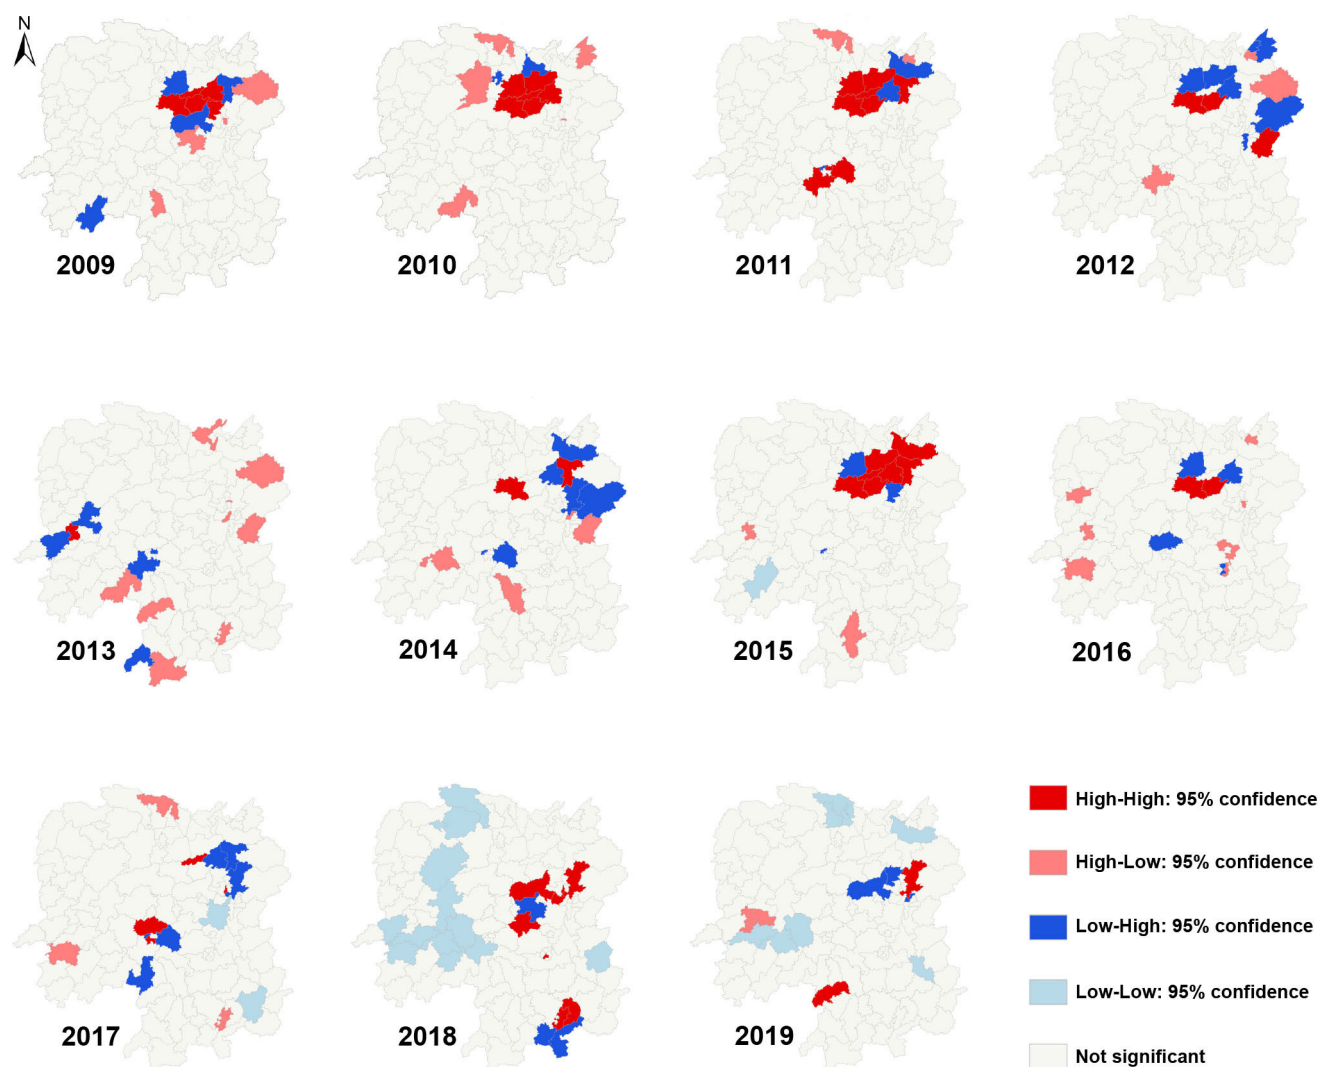 N
2009
2010
2011
2012
2013
2014
2015
2016
2017
2018
2019
High-High: 95% confidence
High-Low: 95% confidence
Low-High: 95% confidence
Low-Low: 95% confidence
Not significant